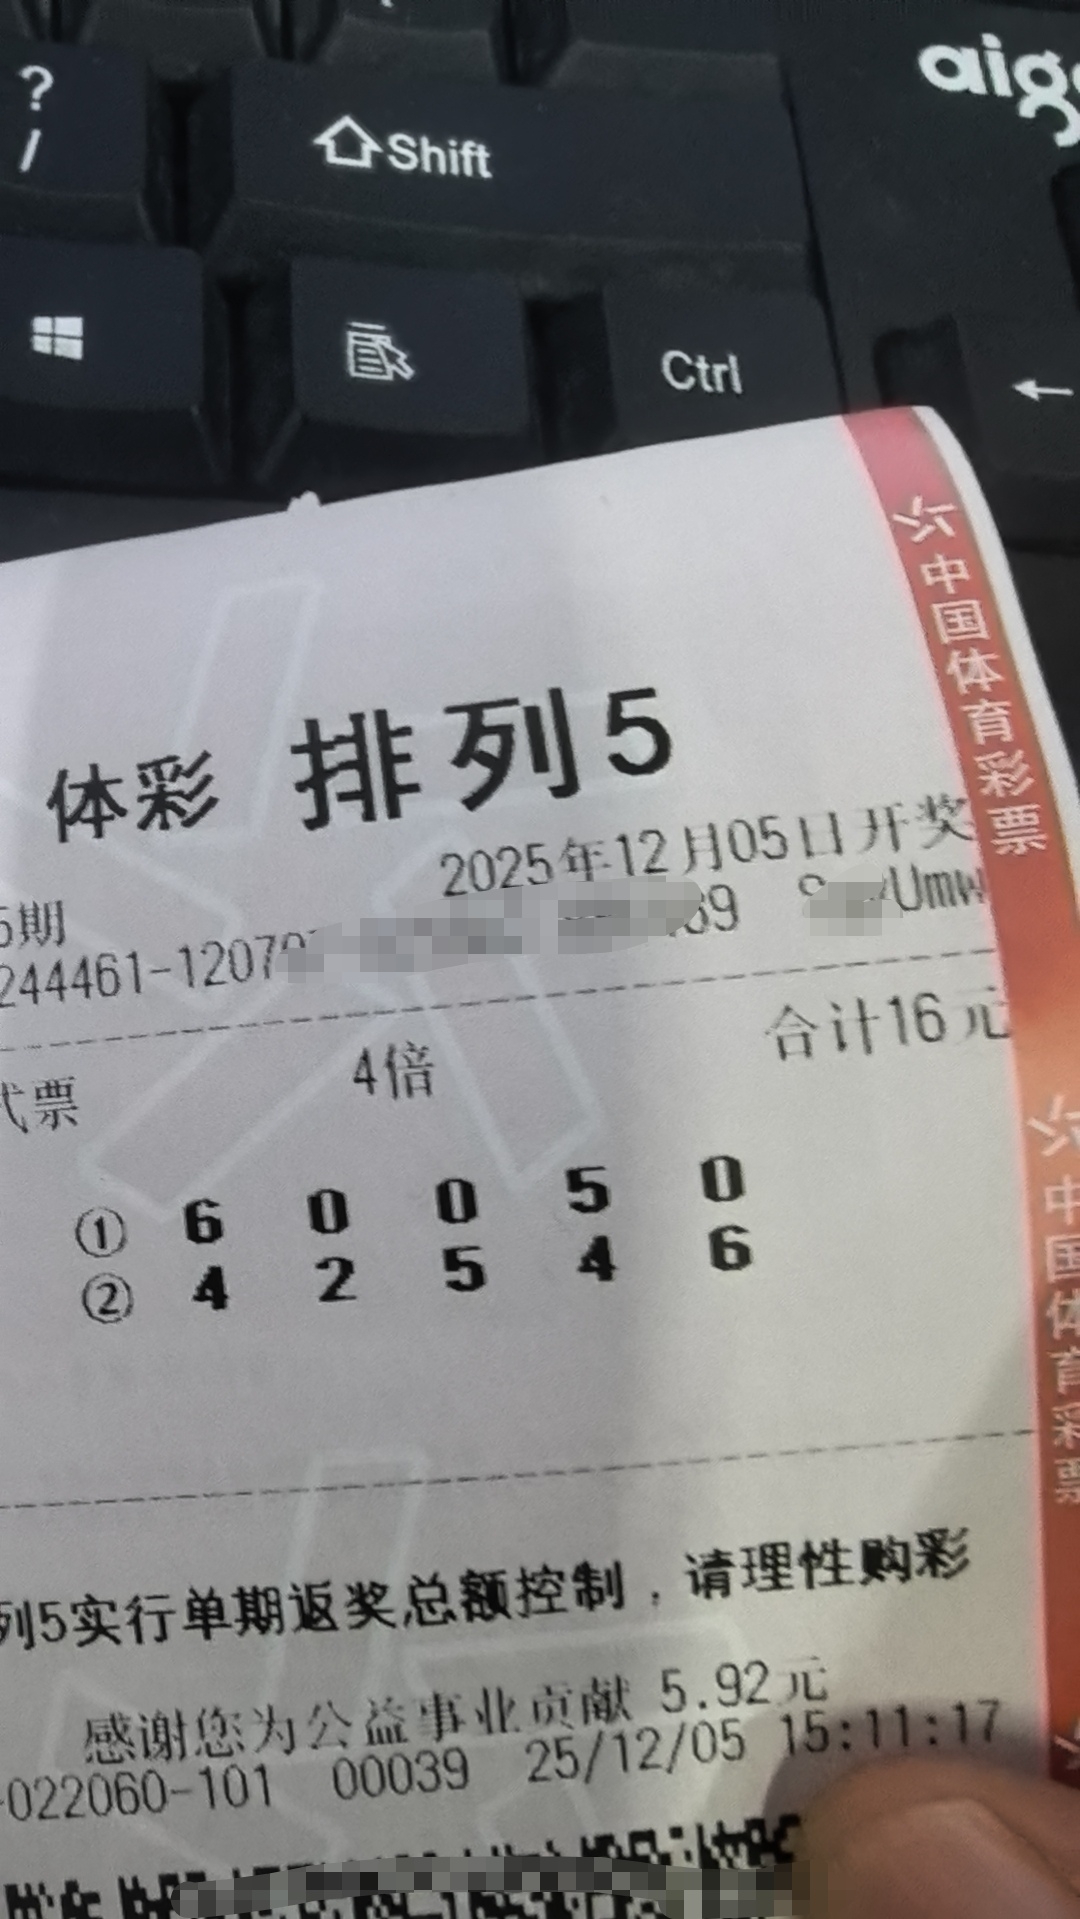 ?
/
Shift
Ctrl
←
中国体育彩票
体彩 排列5
2025年12月05日开奖
5期
244461-1207 39 Umw
票 4倍 合计16元
① 6 0 0 5 0
② 4 2 5 4 6
列5实行单期返奖总额控制，请理性购彩
感谢您为公益事业贡献 5.92元
-022060-101 00039 25/12/05 15:11:17
中国体育彩票